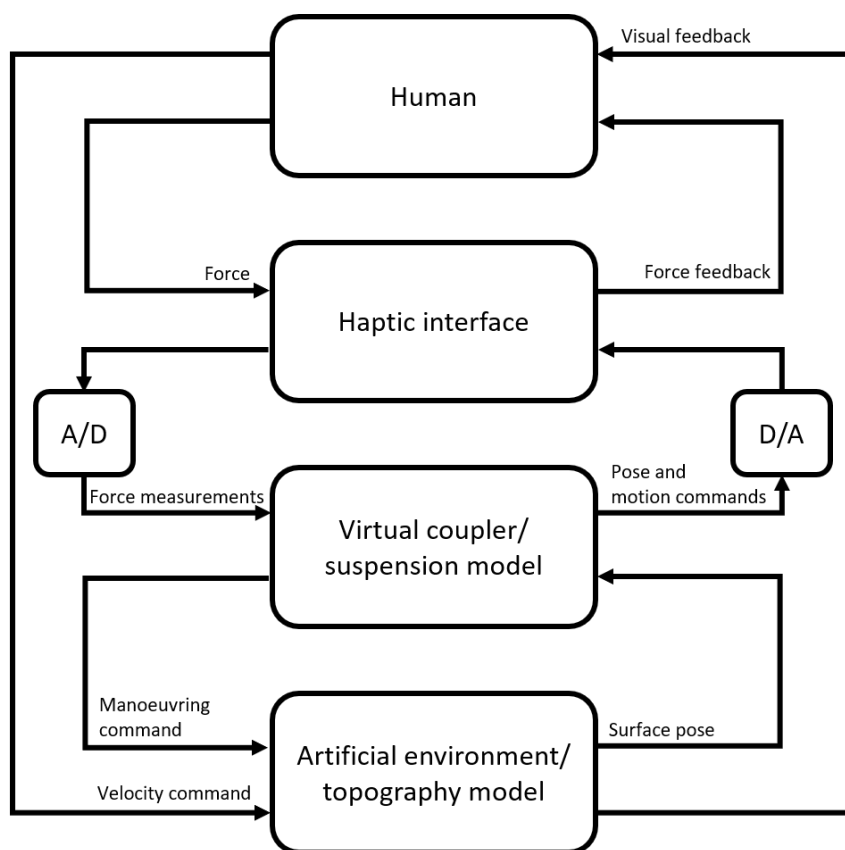 Visual feedback
Human
Force
Force feedback
Haptic interface
A/D
D/A
Force measurements
Pose and
motion commands
Virtual coupler/
suspension model
Manoeuvring
command
Surface pose
Artificial environment/
topography model
Velocity command